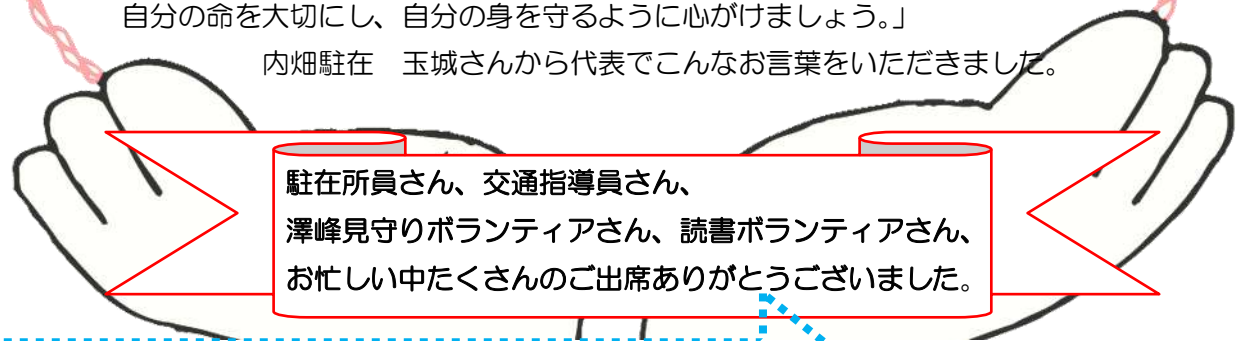 自分の命を大切にし、自分の身を守るように心がけましょう。」
内畑駐在　玉城さんから代表でこんなお言葉をいただきました。
駐在所員さん、交通指導員さん、
澤峰見守りボランティアさん、読書ボランティアさん、
お忙しい中たくさんのご出席ありがとうございました。